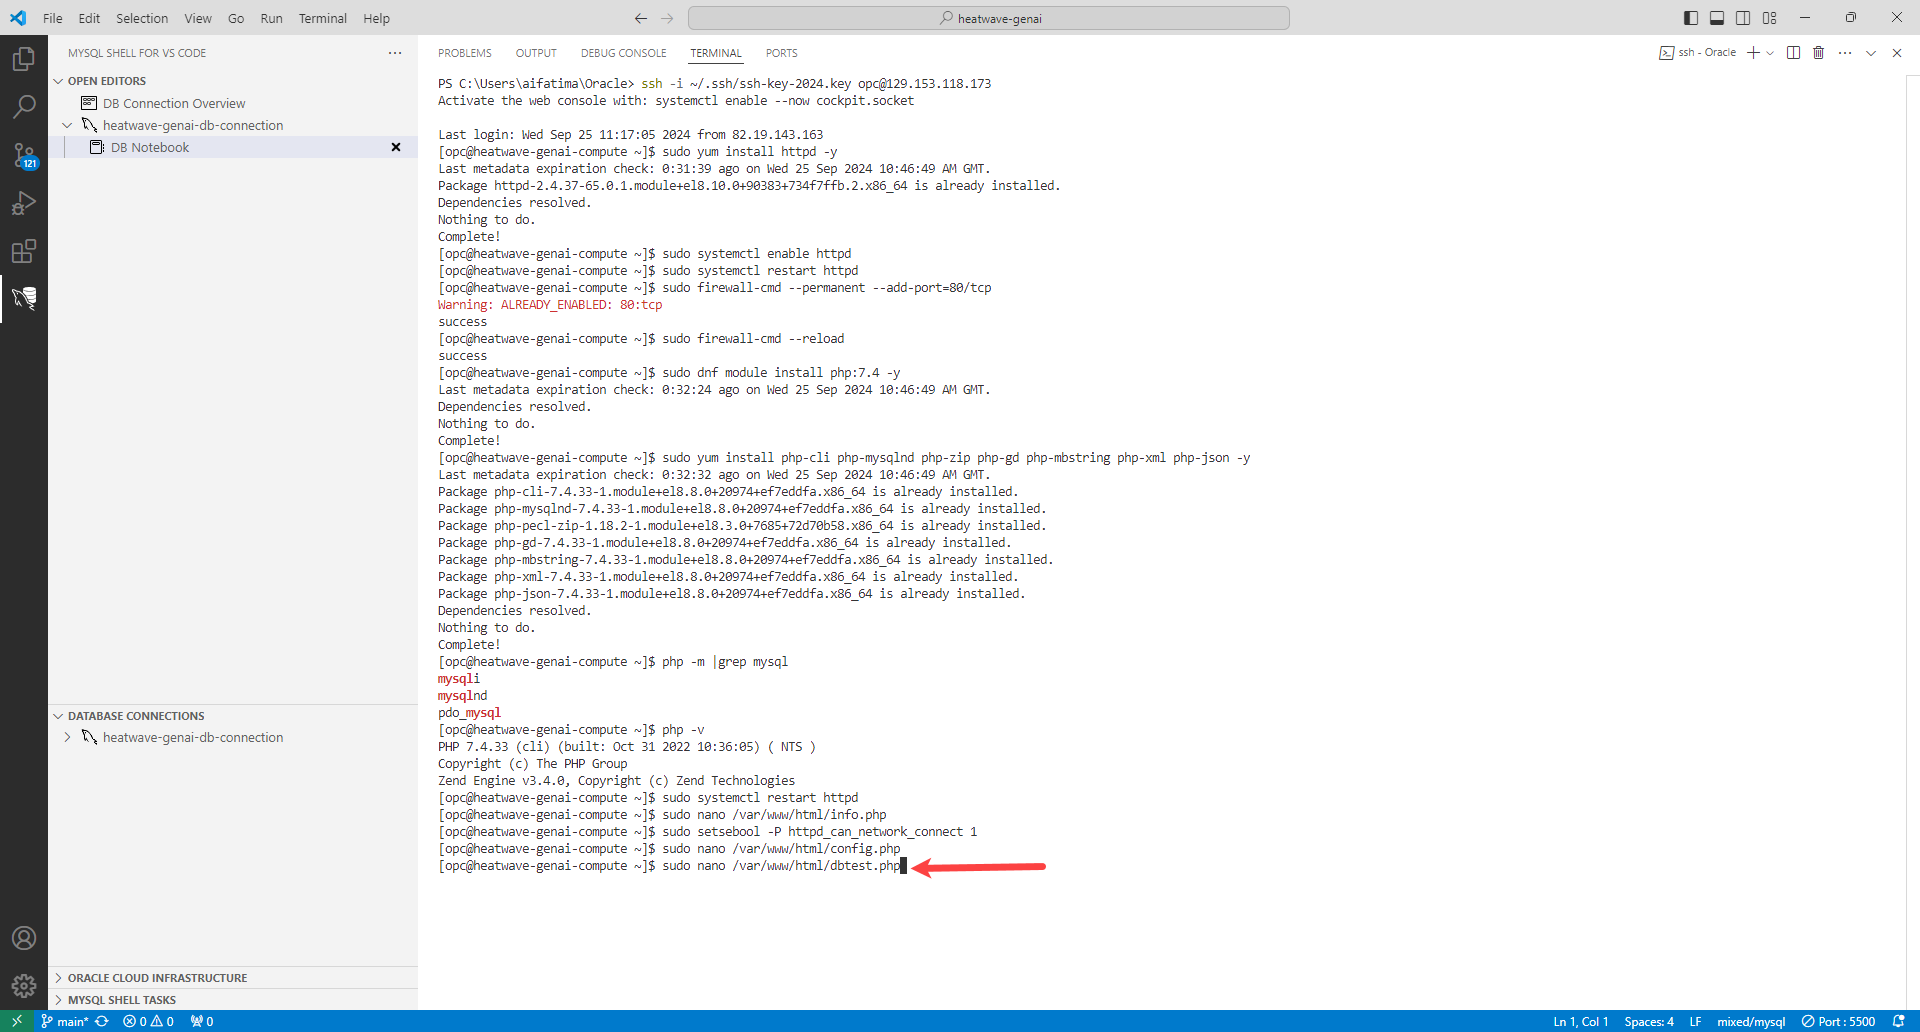 File Edit Selection View Go Run Terminal Help
heatwave-genai
MYSQL SHELL FOR VS CODE
OPEN EDITORS
DB Connection Overview
heatwave-genai-db-connection
DB Notebook
121
DATABASE CONNECTIONS
heatwave-genai-db-connection
ORACLE CLOUD INFRASTRUCTURE
MYSQL SHELL TASKS
PROBLEMS OUTPUT DEBUG CONSOLE TERMINAL PORTS
ssh - Oracle
PS C:\Users\aifatima\Oracle> ssh -i ~/.ssh/ssh-key-2024.key opc@129.153.118.173
Activate the web console with: systemctl enable --now cockpit.socket
Last login: Wed Sep 25 11:17:05 2024 from 82.19.143.163
[opc@heatwave-genai-compute ~]$ sudo yum install httpd -y
Last metadata expiration check: 0:31:39 ago on Wed 25 Sep 2024 10:46:49 AM GMT.
Package httpd-2.4.37-65.0.1.module+el8.10.0+90383+734f7ffb.2.x86_64 is already installed.
Dependencies resolved.
Nothing to do.
Complete!
[opc@heatwave-genai-compute ~]$ sudo systemctl enable httpd
[opc@heatwave-genai-compute ~]$ sudo systemctl restart httpd
[opc@heatwave-genai-compute ~]$ sudo firewall-cmd --permanent --add-port=80/tcp
Warning: ALREADY_ENABLED: 80:tcp
success
[opc@heatwave-genai-compute ~]$ sudo firewall-cmd --reload
success
[opc@heatwave-genai-compute ~]$ sudo dnf module install php:7.4 -y
Last metadata expiration check: 0:32:24 ago on Wed 25 Sep 2024 10:46:49 AM GMT.
Dependencies resolved.
Nothing to do.
Complete!
[opc@heatwave-genai-compute ~]$ sudo yum install php-cli php-mysqlnd php-zip php-gd php-mbstring php-xml php-json -y
Last metadata expiration check: 0:32:32 ago on Wed 25 Sep 2024 10:46:49 AM GMT.
Package php-cli-7.4.33-1.module+el8.8.0+20974+ef7eddfa.x86_64 is already installed.
Package php-mysqlnd-7.4.33-1.module+el8.8.0+20974+ef7eddfa.x86_64 is already installed.
Package php-pecl-zip-1.18.2-1.module+el8.3.0+7685+72d70b58.x86_64 is already installed.
Package php-gd-7.4.33-1.module+el8.8.0+20974+ef7eddfa.x86_64 is already installed.
Package php-mbstring-7.4.33-1.module+el8.8.0+20974+ef7eddfa.x86_64 is already installed.
Package php-xml-7.4.33-1.module+el8.8.0+20974+ef7eddfa.x86_64 is already installed.
Package php-json-7.4.33-1.module+el8.8.0+20974+ef7eddfa.x86_64 is already installed.
Dependencies resolved.
Nothing to do.
Complete!
[opc@heatwave-genai-compute ~]$ php -m |grep mysql
mysqli
mysqlnd
pdo_mysql
[opc@heatwave-genai-compute ~]$ php -v
PHP 7.4.33 (cli) (built: Oct 31 2022 10:36:05) ( NTS )
Copyright (c) The PHP Group
Zend Engine v3.4.0, Copyright (c) Zend Technologies
[opc@heatwave-genai-compute ~]$ sudo systemctl restart httpd
[opc@heatwave-genai-compute ~]$ sudo nano /var/www/html/info.php
[opc@heatwave-genai-compute ~]$ sudo setsebool -P httpd_can_network_connect 1
[opc@heatwave-genai-compute ~]$ sudo nano /var/www/html/config.php
[opc@heatwave-genai-compute ~]$ sudo nano /var/www/html/dbtest.php
main* 0 0 0 Ln 1, Col 1 Spaces: 4 LF mixed/mysql Port : 5500